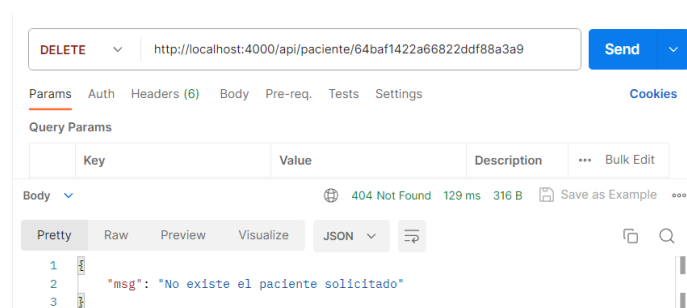 DELETE http://localhost:4000/api/paciente/64baf1422a66822ddf88a3a9 Send
Params Auth Headers (6) Body Pre-req. Tests Settings Cookies
Query Params
Key Value Description ••• Bulk Edit
Body 404 Not Found 129 ms 316 B Save as Example
Pretty Raw Preview Visualize JSON
1 {
2 "msg": "No existe el paciente solicitado"
3 }